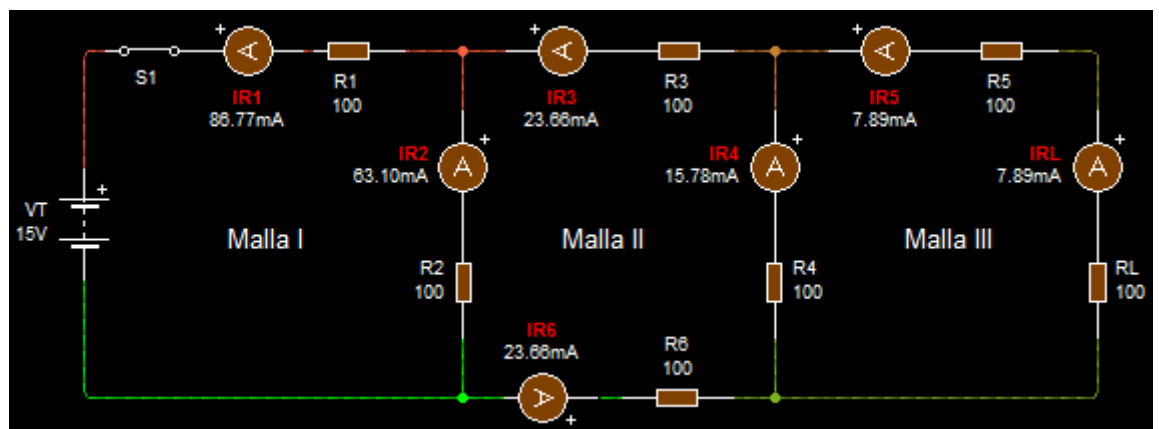 S1
IR1
86.77mA
R1
100
IR3
23.66mA
R3
100
IR5
7.89mA
R5
100
IR2
63.10mA
IR4
15.78mA
IRL
7.89mA
VT
15V
Malla I
Malla II
Malla III
R2
100
R4
100
RL
100
IR6
23.66mA
R6
100